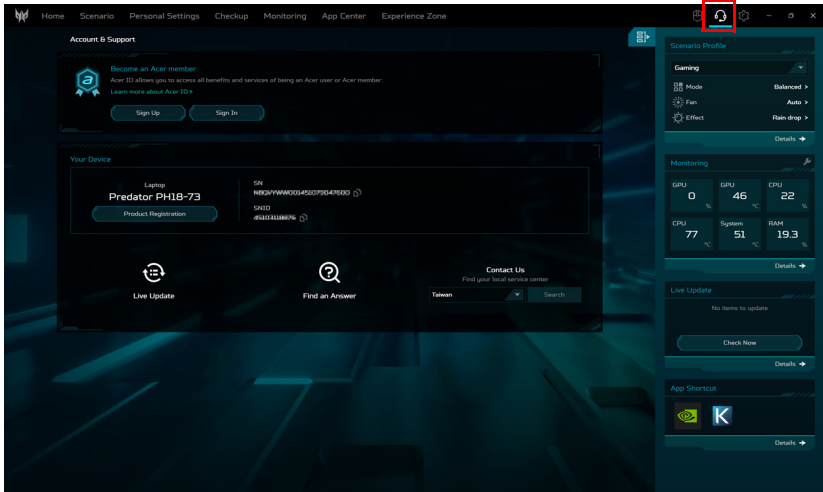 Home Scenario Personal Settings Checkup Monitoring App Center Experience Zone
Account & Support
Become an Acer member
Acer ID allows you to access all benefits and services of being an Acer user or Acer member.
Learn more about Acer ID >
Sign Up Sign In
Your Device
Laptop
Predator PH18-73
Product Registration
SN
SNID
Live Update
Find an Answer
Contact Us
Find your local service center
Taiwan
Search
Scenario Profile
Gaming
Mode Balanced >
Fan Auto >
Effect Rain drop >
Details
Monitoring
GPU GPU CPU
0 % 46 °C 22 %
CPU System RAM
77 °C 51 °C 19.3 %
Details
Live Update
No items to update
Check Now
Details
App Shortcut
K
Details